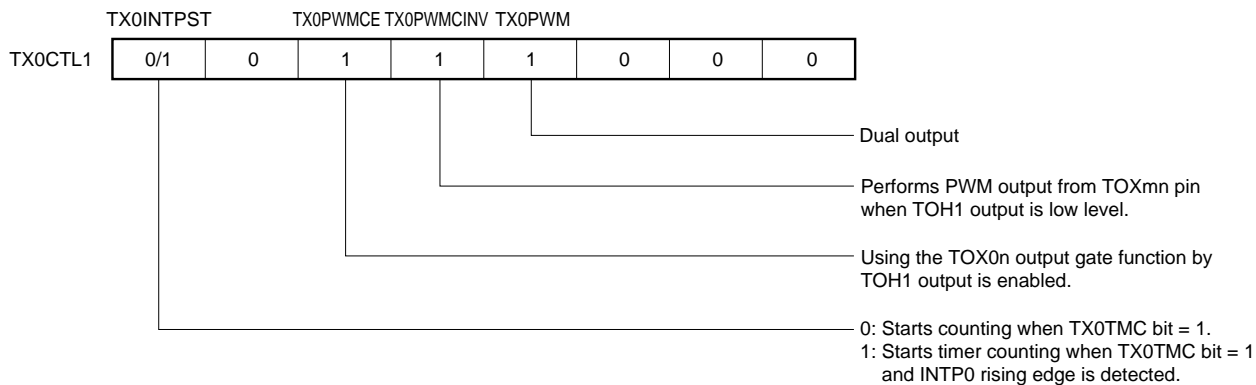 TX0INTPST TX0PWMCE TX0PWMCINV TX0PWM
TX0CTL1 0/1 0 1 1 1 0 0 0
Dual output
Performs PWM output from TOXmn pin
when TOH1 output is low level.
Using the TOX0n output gate function by
TOH1 output is enabled.
0: Starts counting when TX0TMC bit = 1.
1: Starts timer counting when TX0TMC bit = 1
and INTP0 rising edge is detected.